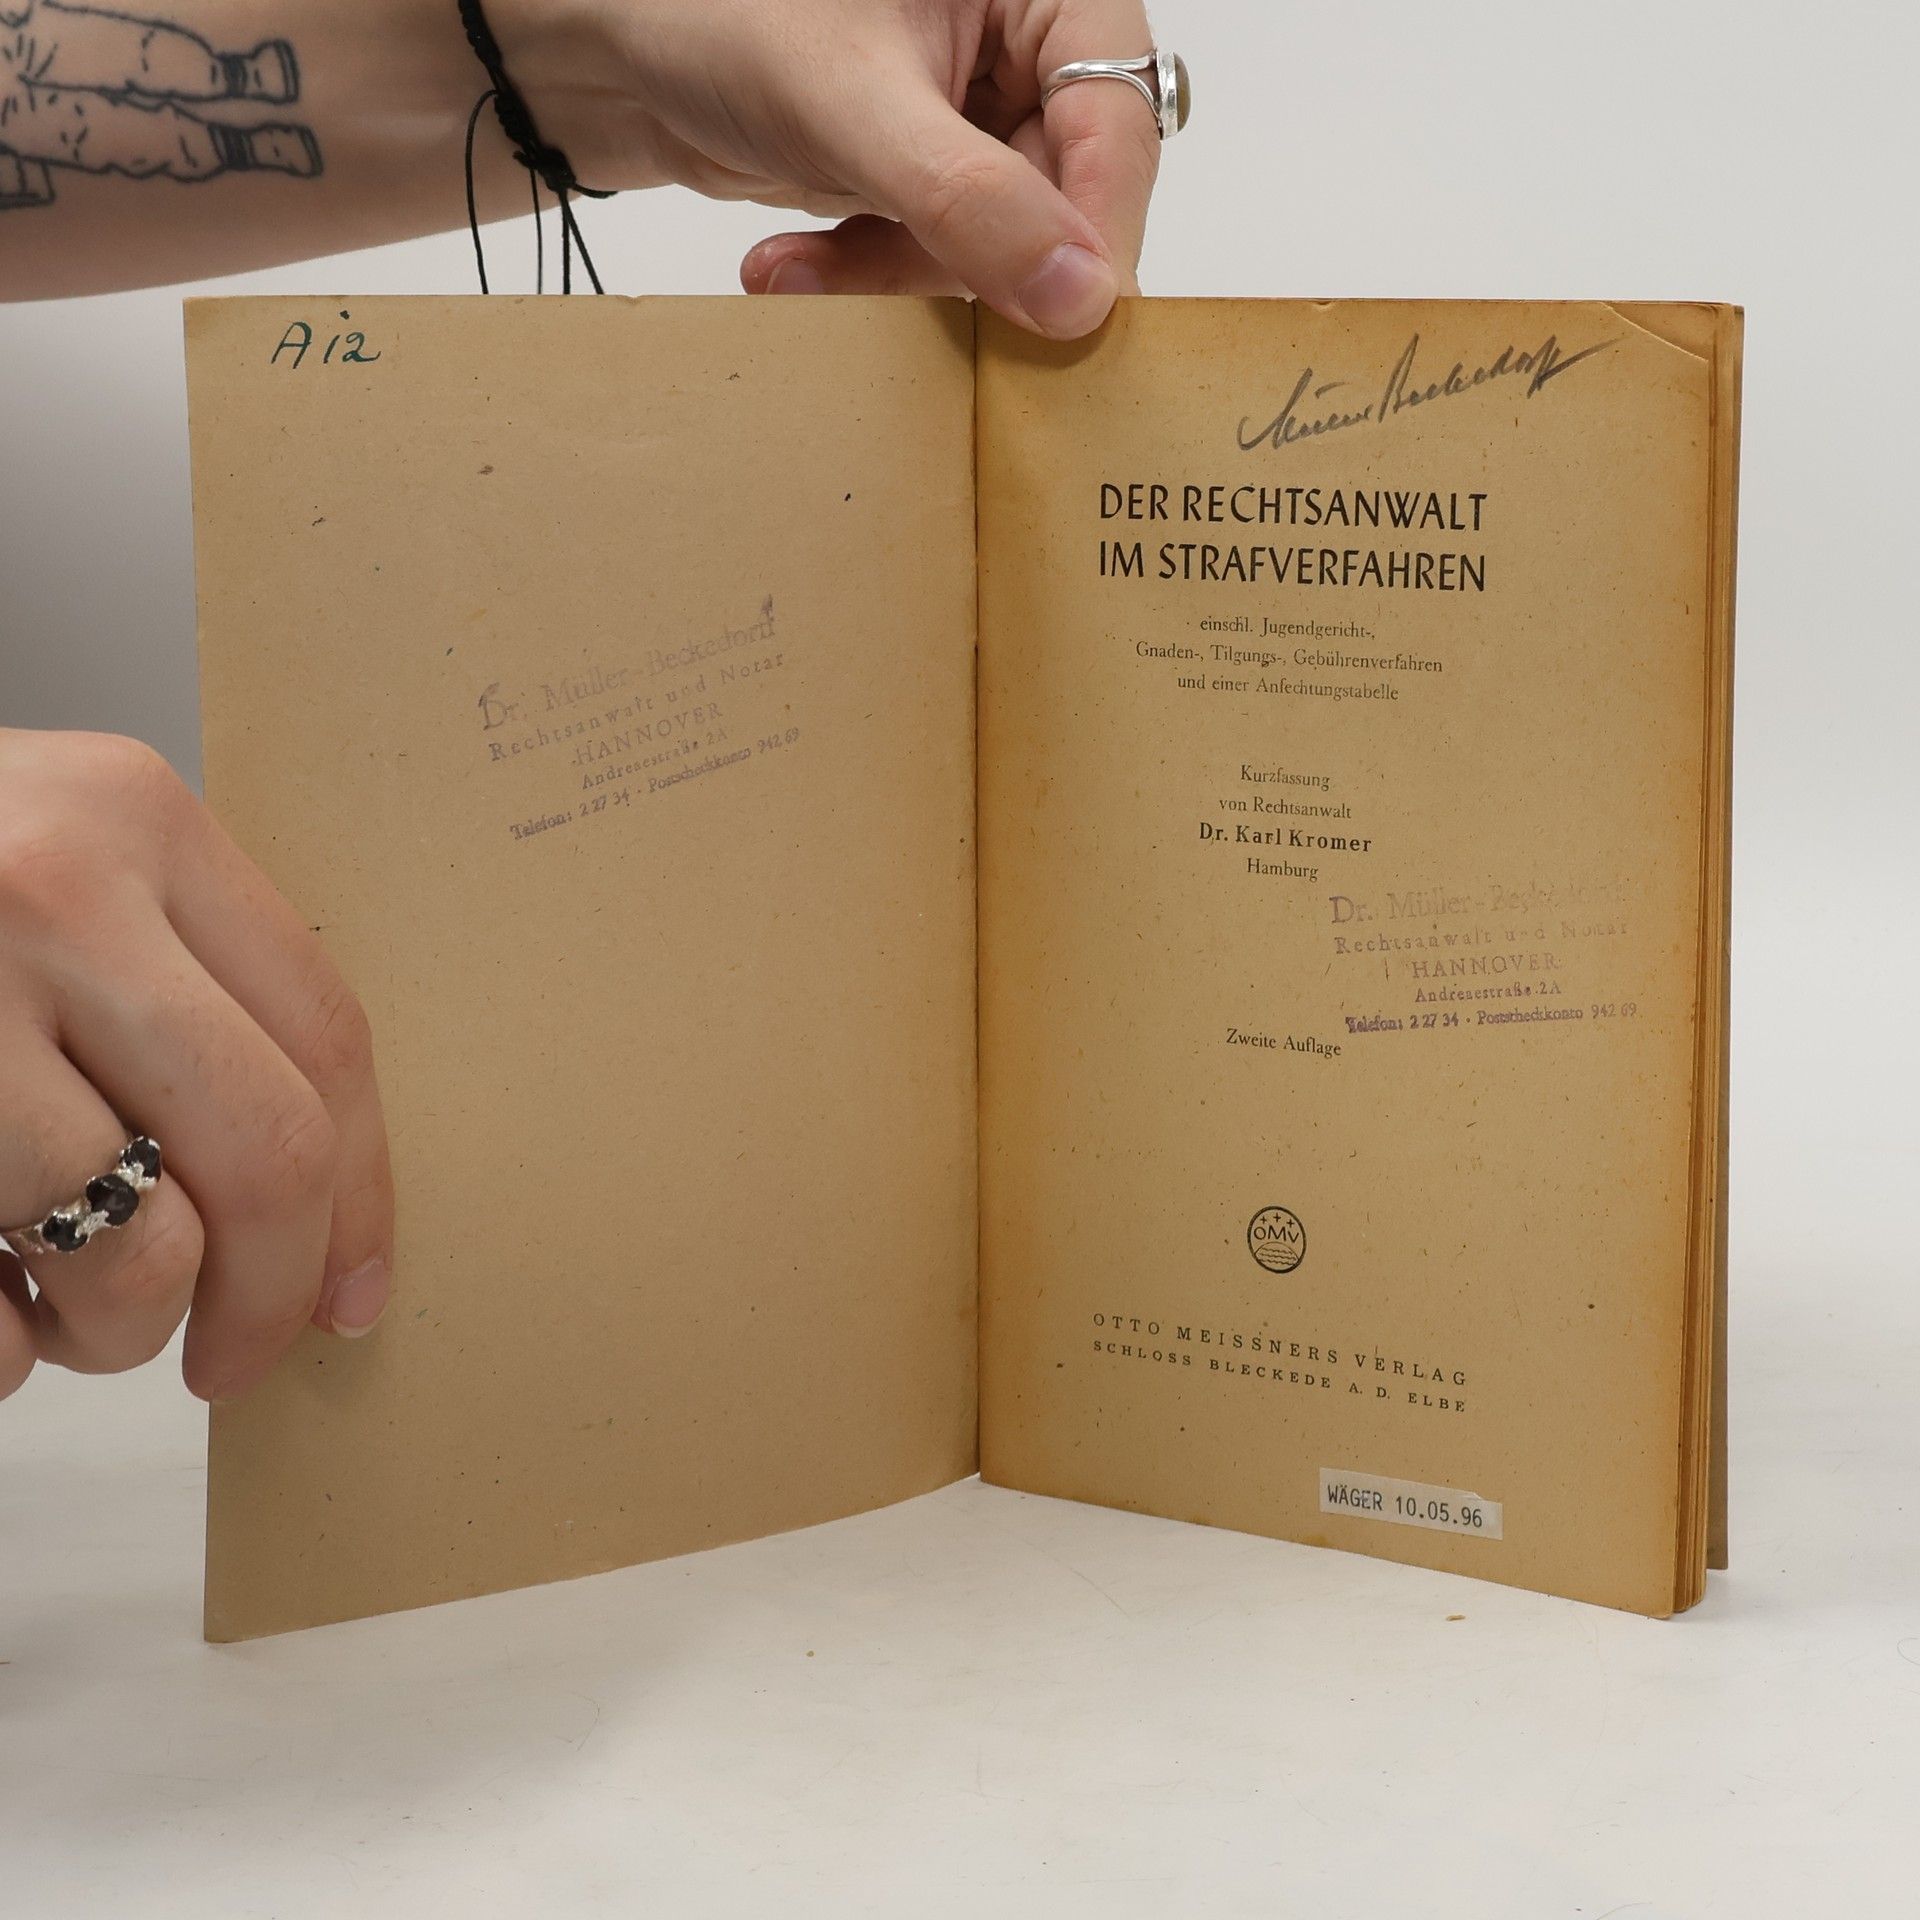 A i2
Dr. Müller-Beckedorff
Rechtsanwalt und Notar
HANNOVER
Andreaestraße 2A
Telefon: 2 27 34 · Postscheckkonto 942 69
Müller-Beckedorff
DER RECHTSANWALT
IM STRAFVERFAHREN
einschl. Jugendgericht-,
Gnaden-, Tilgungs-, Gebührenverfahren
und einer Anfechtungstabelle
Kurzfassung
von Rechtsanwalt
Dr. Karl Kromer
Hamburg
Dr. Müller-Beckedorff
Rechtsanwalt und Notar
HANNOVER
Andreaestraße 2A
Telefon: 2 27 34 · Postscheckkonto 942 69
Zweite Auflage
OMV
OTTO MEISSNERS VERLAG
SCHLOSS BLECKEDE A. D. ELBE
WÄGER 10.05.96